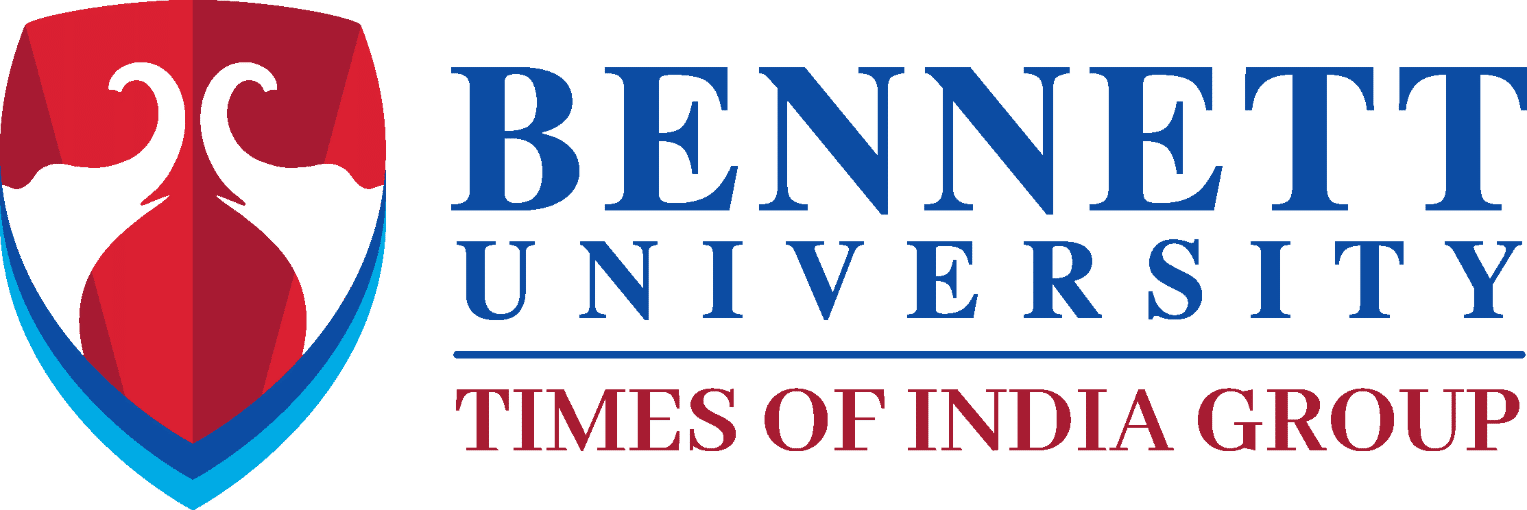 BENNETT
UNIVERSITY
TIMES OF INDIA GROUP